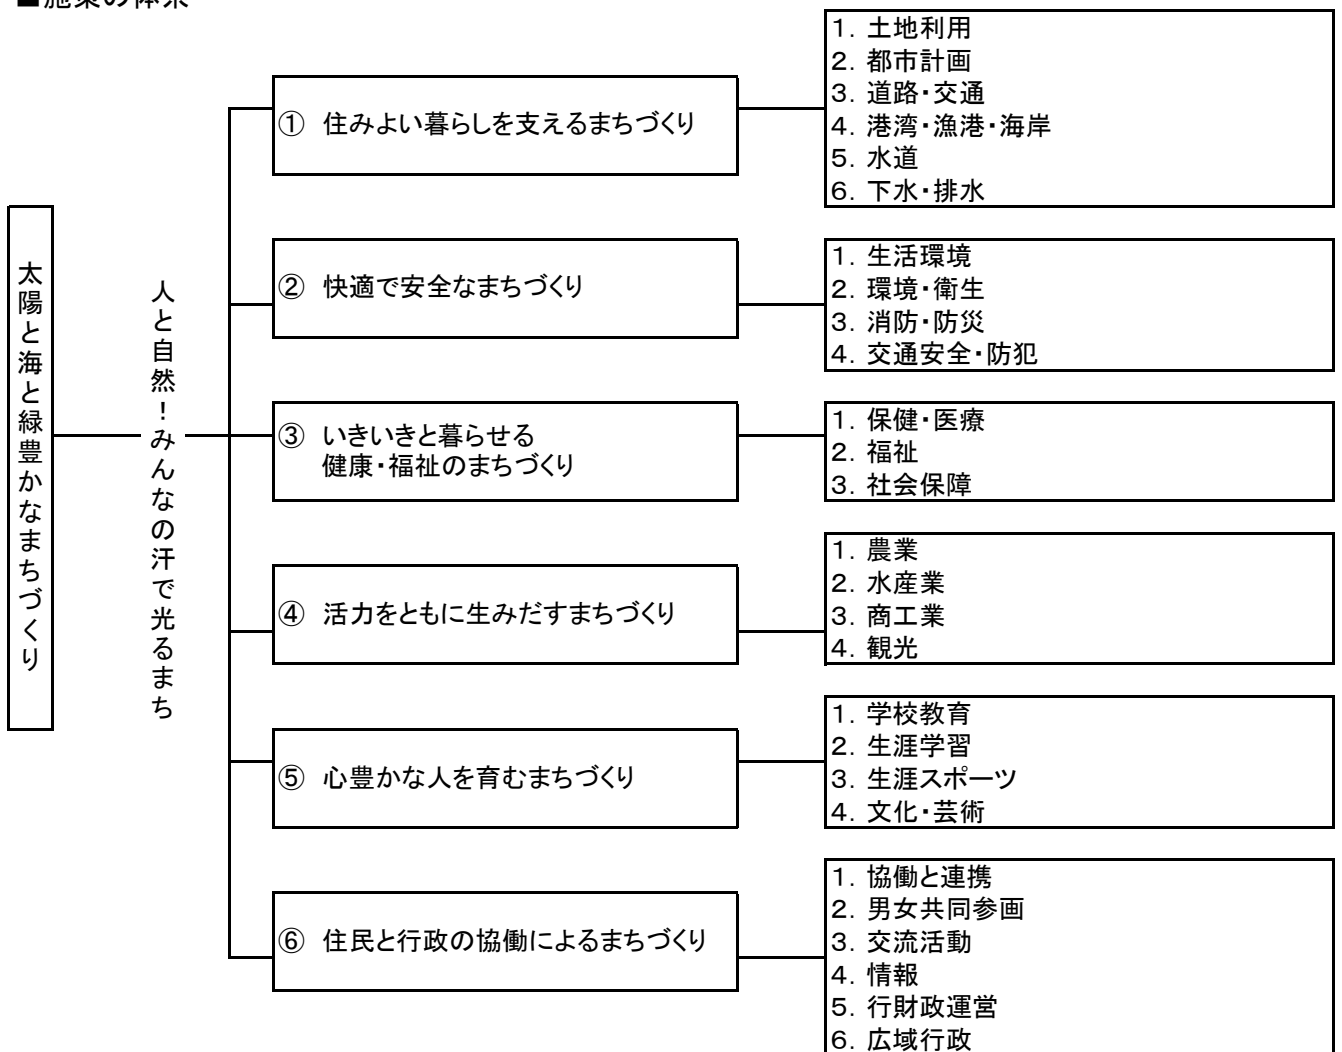 ■施策の体系
太陽と海と緑豊かなまちづくり
人と自然！みんなの汗で光るまち
① 住みよい暮らしを支えるまちづくり
1．土地利用
2．都市計画
3．道路・交通
4．港湾・漁港・海岸
5．水道
6．下水・排水
② 快適で安全なまちづくり
1．生活環境
2．環境・衛生
3．消防・防災
4．交通安全・防犯
③ いきいきと暮らせる
健康・福祉のまちづくり
1．保健・医療
2．福祉
3．社会保障
④ 活力をともに生みだすまちづくり
1．農業
2．水産業
3．商工業
4．観光
⑤ 心豊かな人を育むまちづくり
1．学校教育
2．生涯学習
3．生涯スポーツ
4．文化・芸術
⑥ 住民と行政の協働によるまちづくり
1．協働と連携
2．男女共同参画
3．交流活動
4．情報
5．行財政運営
6．広域行政